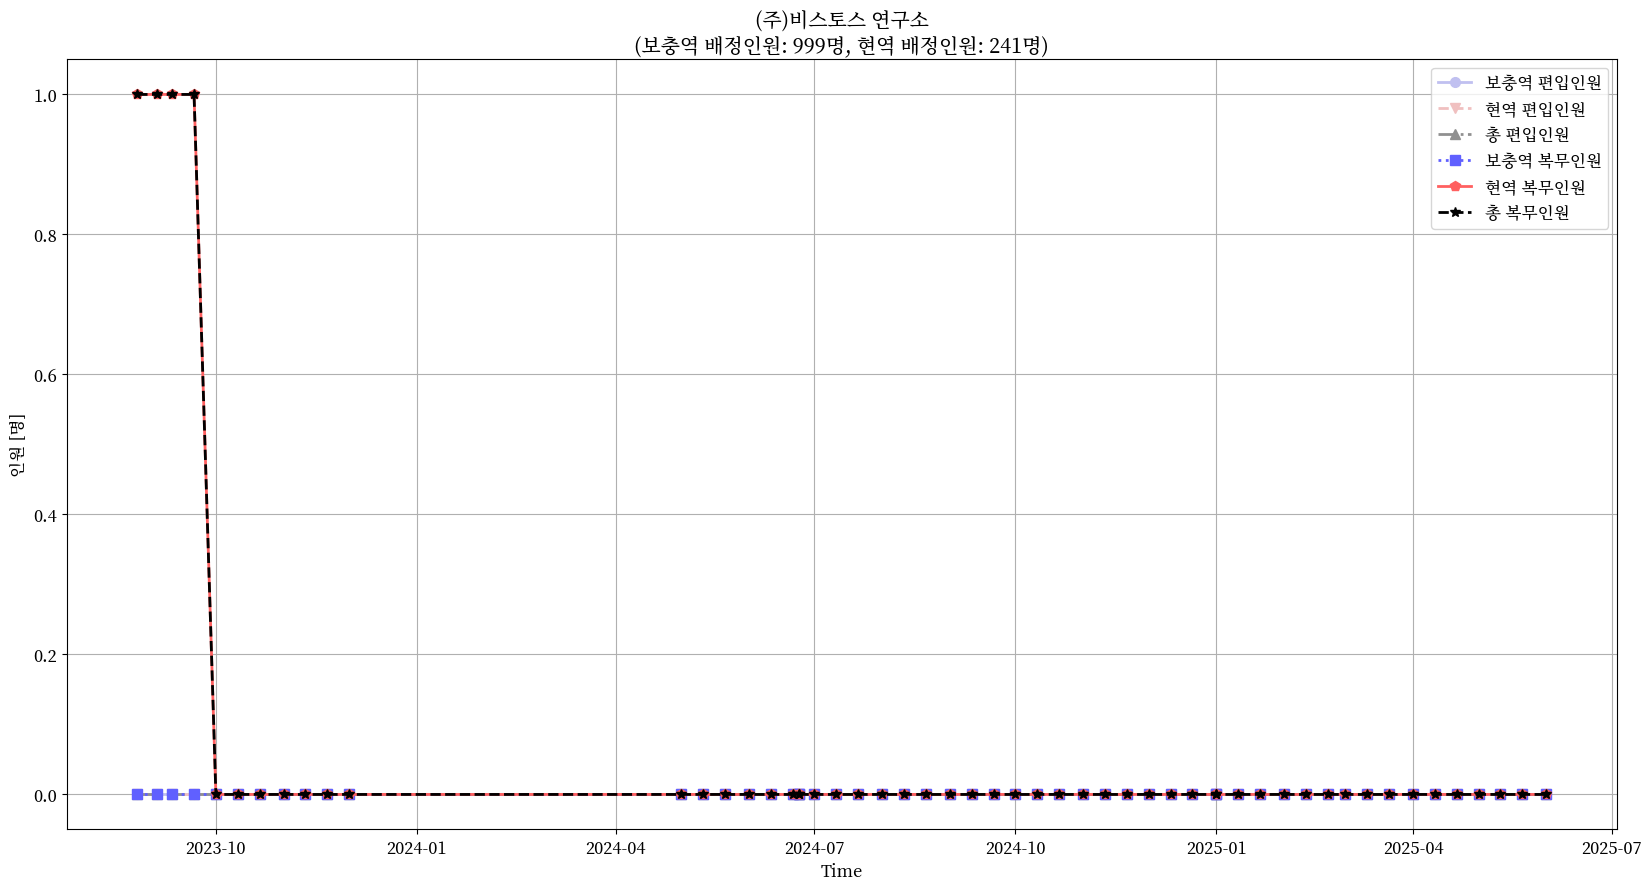 (주)비스토스 연구소
(보충역 배정인원: 999명, 현역 배정인원: 241명)
보충역 편입인원
현역 편입인원
총 편입인원
보충역 복무인원
현역 복무인원
총 복무인원
1.0
0.8
0.6
0.4
0.2
0.0
인원 [명]
2023-10
2024-01
2024-04
2024-07
2024-10
2025-01
2025-04
2025-07
Time